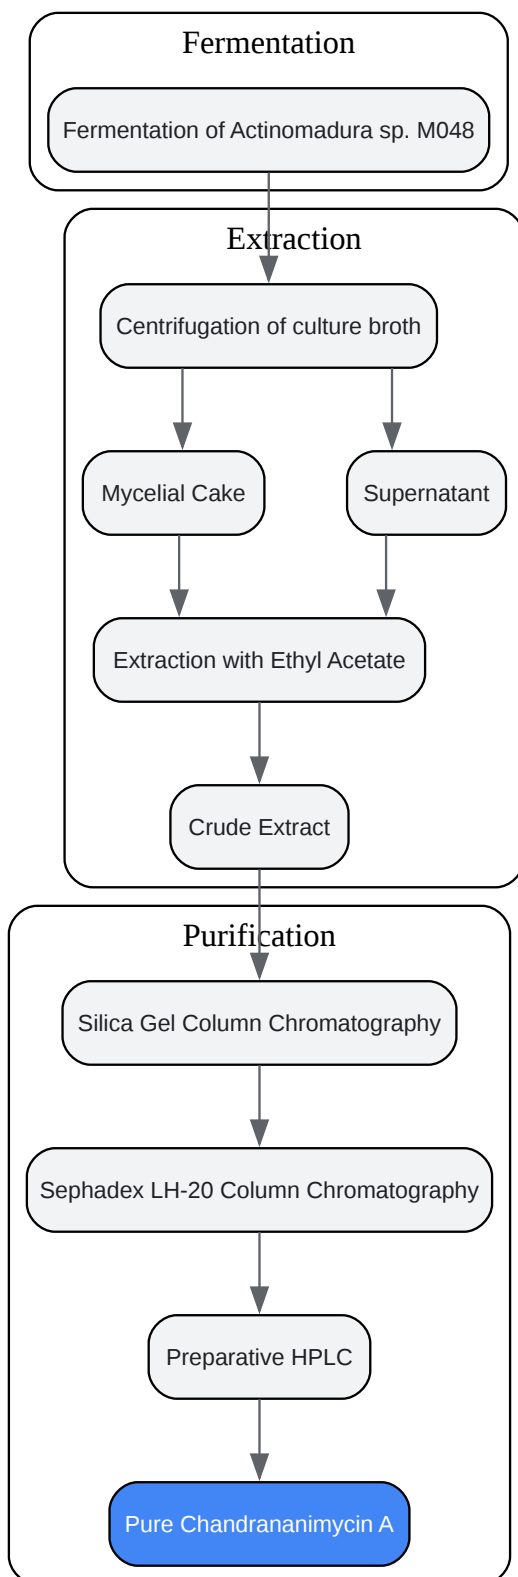 Fermentation
Fermentation of Actinomadura sp. M048
Extraction
Centrifugation of culture broth
Mycelial Cake
Supernatant
Extraction with Ethyl Acetate
Crude Extract
Purification
Silica Gel Column Chromatography
Sephadex LH-20 Column Chromatography
Preparative HPLC
Pure Chandrananimycin A